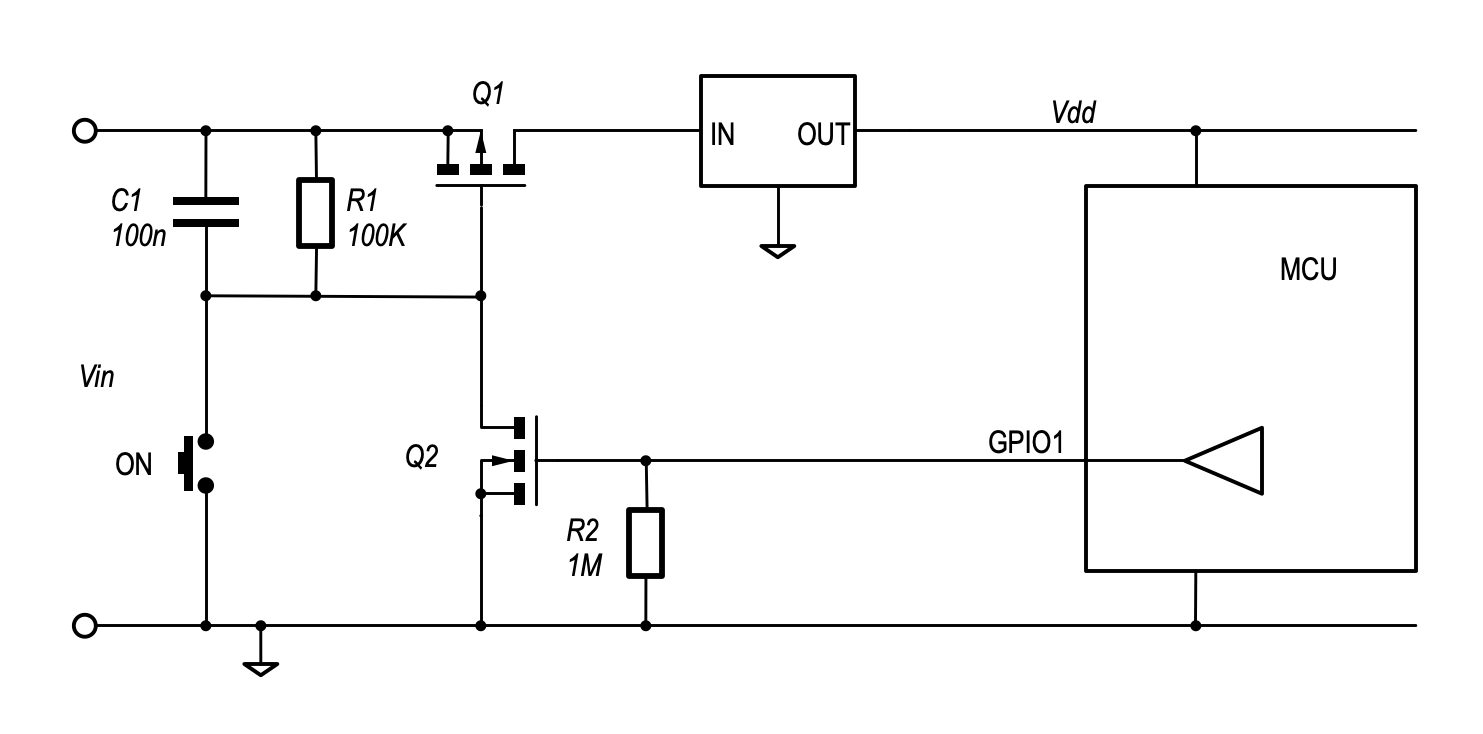 Q1
IN OUT
Vdd
C1
100n
R1
100K
MCU
Vin
ON
Q2
GPIO1
R2
1M